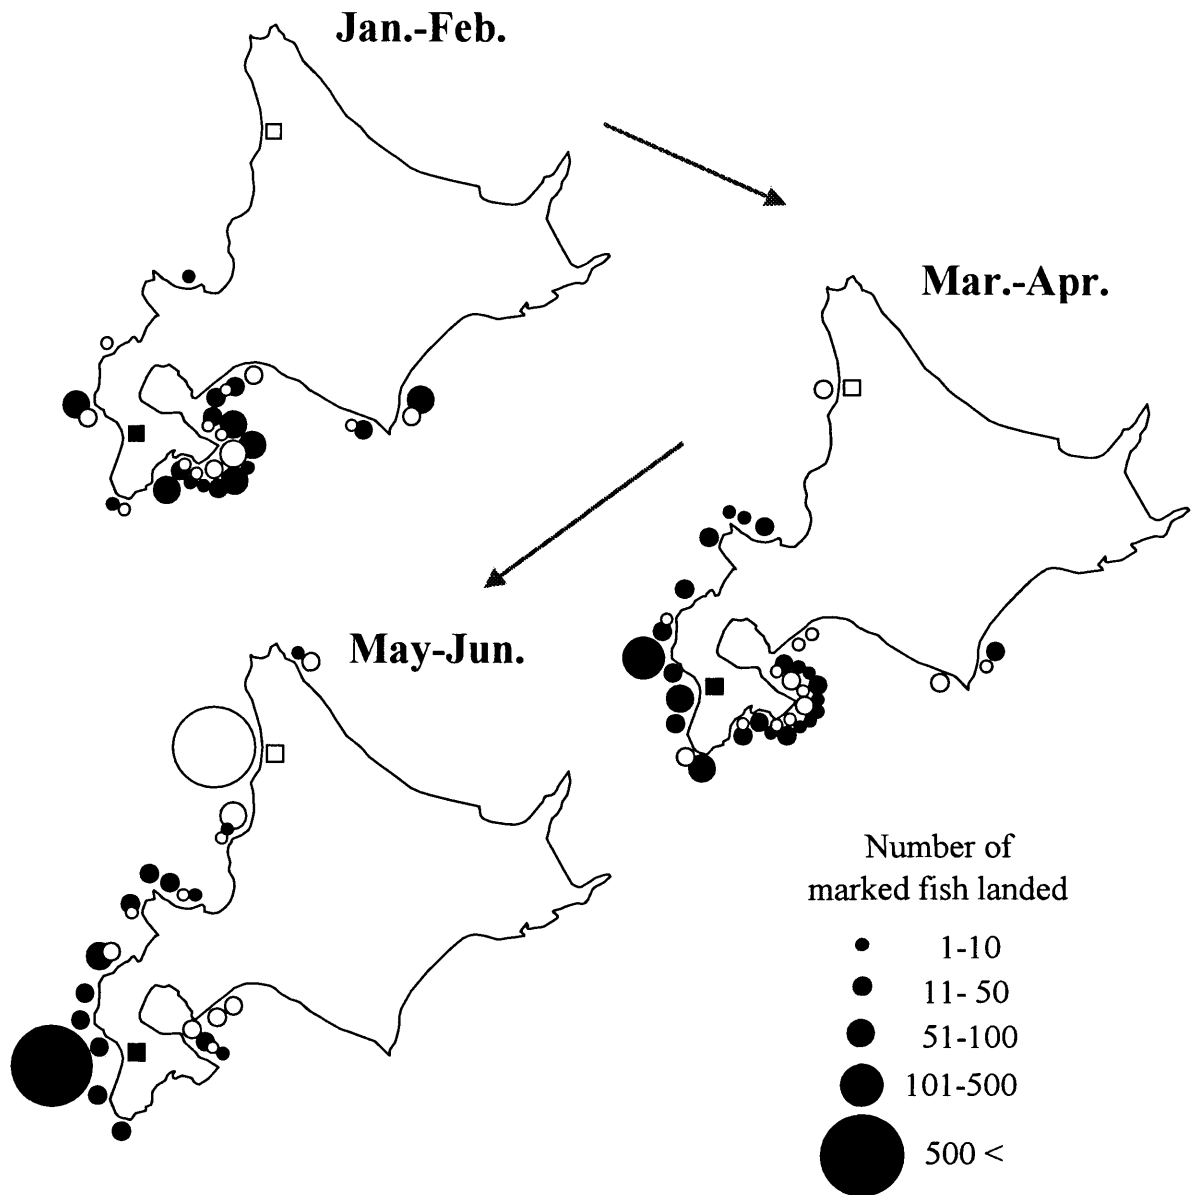 Jan.-Feb.
Mar.-Apr.
May-Jun.
Number of
marked fish landed
1-10
11- 50
51-100
101-500
500 <